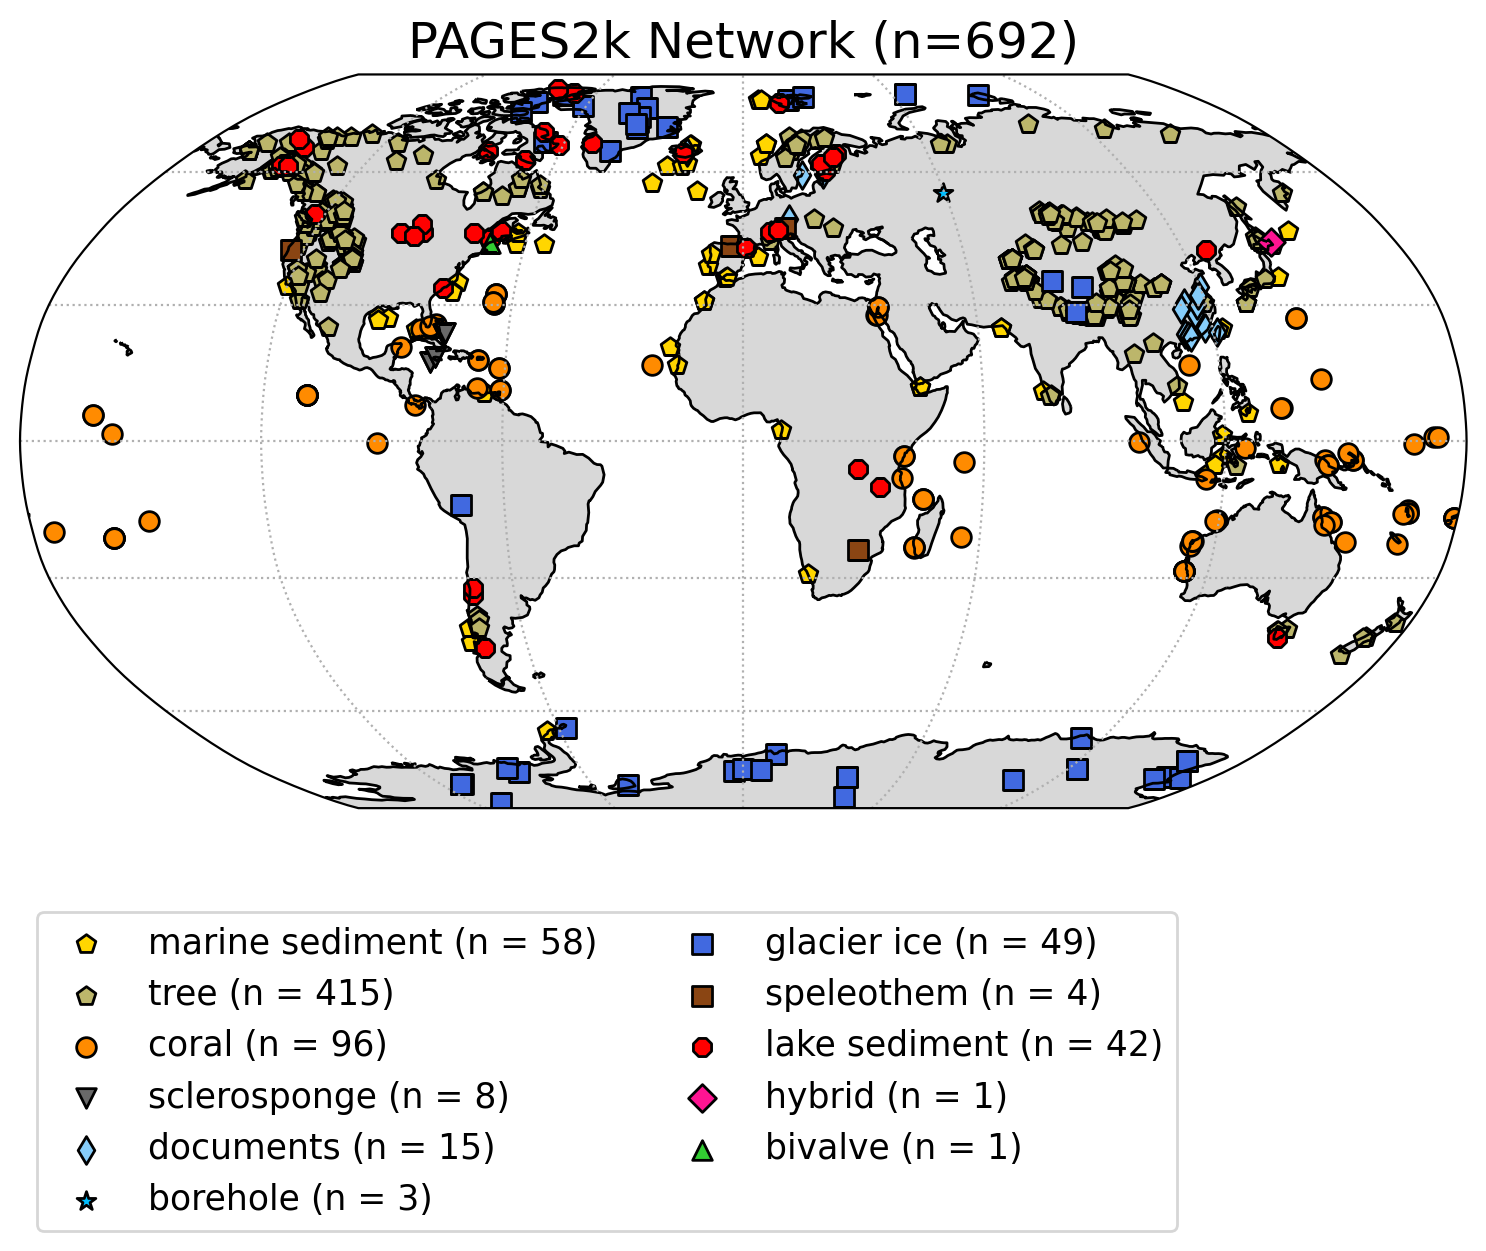 PAGES2k Network (n=692)
marine sediment (n = 58)
tree (n = 415)
coral (n = 96)
sclerosponge (n = 8)
documents (n = 15)
borehole (n = 3)
glacier ice (n = 49)
speleothem (n = 4)
lake sediment (n = 42)
hybrid (n = 1)
bivalve (n = 1)